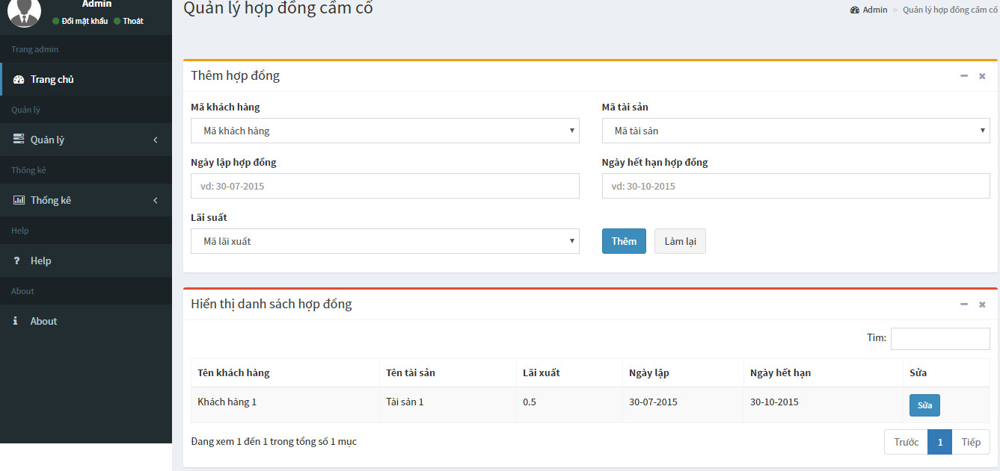 Admin
Đổi mật khẩu Thoát
Trang admin
Trang chủ
Quản lý
Quản lý
Thống kê
Thống kê
Help
? Help
About
i About
Quản lý hợp đồng cầm cố
Admin > Quản lý hợp đồng cầm cố
Thêm hợp đồng
Mã khách hàng Mã tài sản
Mã khách hàng Mã tài sản
Ngày lập hợp đồng Ngày hết hạn hợp đồng
vd: 30-07-2015 vd: 30-10-2015
Lãi suất
Mã lãi xuất Thêm Làm lại
Hiển thị danh sách hợp đồng
Tìm:
Tên khách hàng Tên tài sản Lãi xuất Ngày lập Ngày hết hạn Sửa
Khách hàng 1 Tài sản 1 0.5 30-07-2015 30-10-2015 Sửa
Đang xem 1 đến 1 trong tổng số 1 mục Trước 1 Tiếp